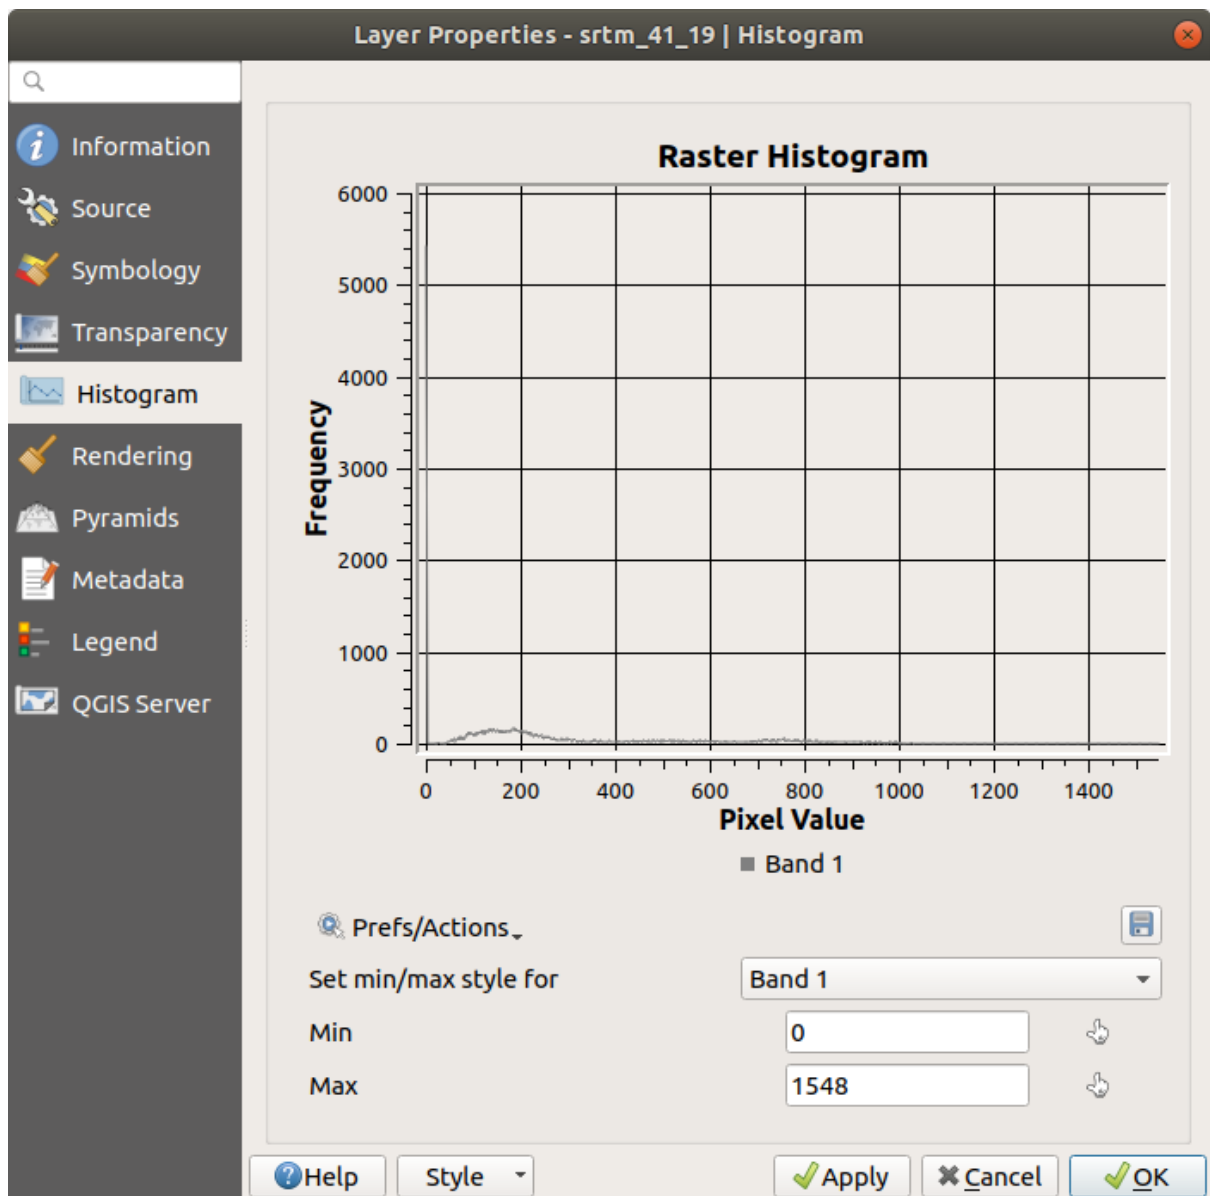 Layer Properties - srtm_41_19 | Histogram
Information
Source
Symbology
Transparency
Histogram
Rendering
Pyramids
Metadata
Legend
QGIS Server
Raster Histogram
6000
5000
4000
3000
2000
1000
0
Frequency
0 200 400 600 800 1000 1200 1400
Pixel Value
Band 1
Prefs/Actions
Set min/max style for Band 1
Min 0
Max 1548
Help Style Apply Cancel OK